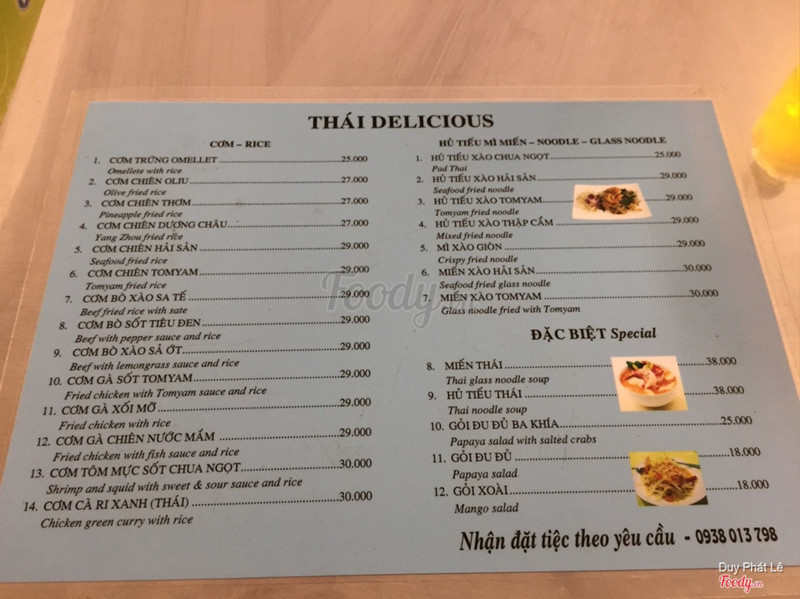 THÁI DELICIOUS
CƠM – RICE
1. CƠM TRỨNG OMELLET 25.000
Omellete with rice
2. CƠM CHIÊN OLIU 27.000
Olive fried rice
3. CƠM CHIÊN THƠM 27.000
Pineapple fried rice
4. CƠM CHIÊN DƯƠNG CHÂU 27.000
Yang Zhou fried rice
5. CƠM CHIÊN HẢI SẢN 29.000
Seafood fried rice
6. CƠM CHIÊN TOMYAM 29.000
Tomyam fried rice
7. CƠM BÒ XÀO SA TẾ 29.000
Beef fried rice with sate
8. CƠM BÒ SỐT TIÊU ĐEN 29.000
Beef with pepper sauce and rice
9. CƠM BÒ XÀO SẢ ỚT 29.000
Beef with lemongrass sauce and rice
10. CƠM GÀ SỐT TOMYAM 29.000
Fried chicken with Tomyam sauce and rice
11. CƠM GÀ XỐI MỠ 29.000
Fried chicken with rice
12. CƠM GÀ CHIÊN NƯỚC MẮM 29.000
Fried chicken with fish sauce and rice
13. CƠM TÔM MỰC SỐT CHUA NGỌT 30.000
Shrimp and squid with sweet & sour sauce and rice
14. CƠM CÀ RI XANH (THÁI) 30.000
Chicken green curry with rice
HỦ TIẾU MÌ MIẾN – NOODLE – GLASS NOODLE
1. HỦ TIẾU XÀO CHUA NGỌT 25.000
Pad Thai
2. HỦ TIẾU XÀO HẢI SẢN 29.000
Seafood fried noodle
3. HỦ TIẾU XÀO TOMYAM 29.000
Tomyam fried noodle
4. HỦ TIẾU XÀO THẬP CẨM 29.000
Mixed fried noodle
5. MÌ XÀO GIÒN 29.000
Crispy fried noodle
6. MIẾN XÀO HẢI SẢN 30.000
Seafood fried glass noodle
7. MIẾN XÀO TOMYAM 30.000
Glass noodle fried with Tomyam
ĐẶC BIỆT Special
8. MIẾN THÁI 38.000
Thai glass noodle soup
9. HỦ TIẾU THÁI 38.000
Thai noodle soup
10. GỎI ĐU ĐỦ BA KHÍA 25.000
Papaya salad with salted crabs
11. GỎI ĐU ĐỦ 18.000
Papaya salad
12. GỎI XOÀI 18.000
Mango salad
Nhận đặt tiệc theo yêu cầu - 0938 013 798
Foody
Duy Phát Lê
Foody.vn